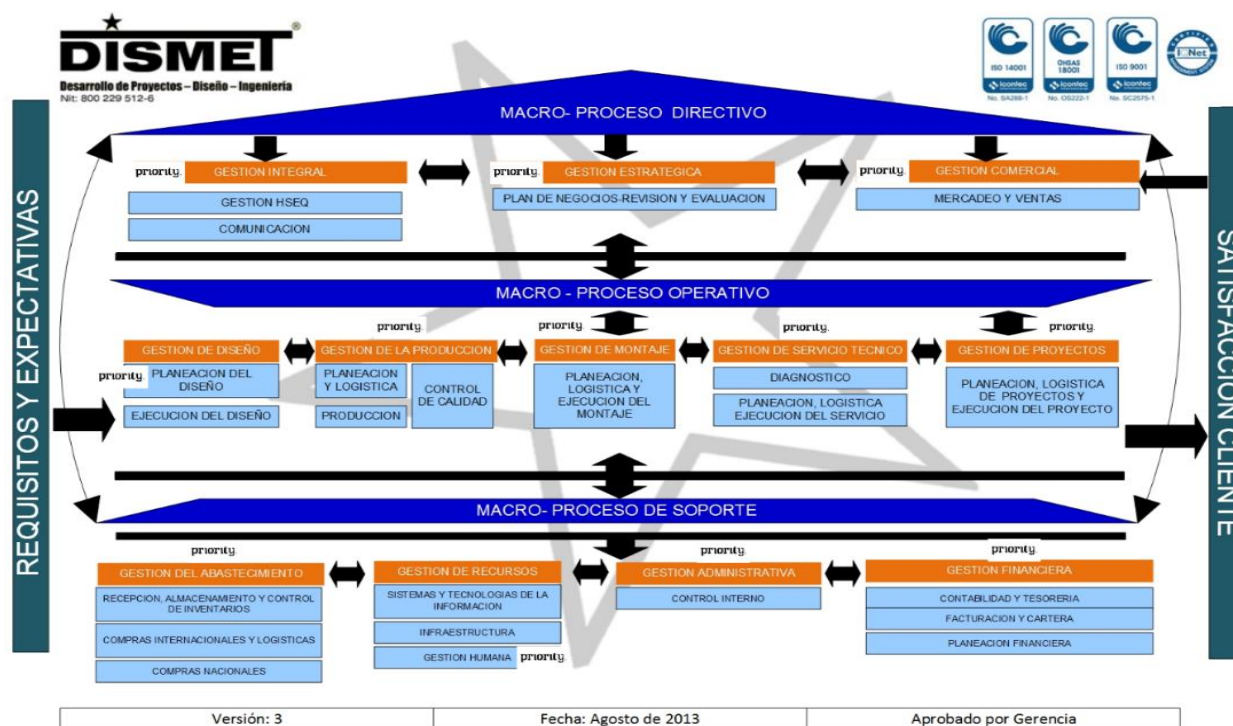 DISMET®
Desarrollo de Proyectos – Diseño – Ingeniería
Nit: 800 229 512-6
ISO 14001
icontec
No. SA268-1
OHSAS
18001
icontec
No. OS222-1
ISO 9001
icontec
No. SC2575-1
CERTIFIED
IQNet
MANAGEMENT SYSTEM
REQUISITOS Y EXPECTATIVAS
SATISFACCION CLIENTE
MACRO- PROCESO DIRECTIVO
priority.
GESTION INTEGRAL
priority.
GESTION ESTRATEGICA
priority.
GESTION COMERCIAL
GESTION HSEQ
PLAN DE NEGOCIOS-REVISION Y EVALUACION
MERCADEO Y VENTAS
COMUNICACION
MACRO - PROCESO OPERATIVO
priority.
priority.
priority.
GESTION DE DISEÑO
GESTION DE LA PRODUCCION
GESTION DE MONTAJE
GESTION DE SERVICIO TECNICO
GESTION DE PROYECTOS
priority.
PLANEACION DEL
DISEÑO
EJECUCION DEL DISEÑO
PLANEACION
Y LOGISTICA
PRODUCCION
CONTROL
DE CALIDAD
PLANEACION,
LOGISTICA Y
EJECUCION DEL
MONTAJE
DIAGNOSTICO
PLANEACION, LOGISTICA
EJECUCION DEL SERVICIO
PLANEACION, LOGISTICA
DE PROYECTOS Y
EJECUCION DEL PROYECTO
MACRO- PROCESO DE SOPORTE
priority.
priority.
priority.
GESTION DEL ABASTECIMIENTO
GESTION DE RECURSOS
GESTION ADMINISTRATIVA
GESTION FINANCIERA
RECEPCION, ALMACENAMIENTO Y CONTROL
DE INVENTARIOS
COMPRAS INTERNACIONALES Y LOGISTICAS
COMPRAS NACIONALES
SISTEMAS Y TECNOLOGIAS DE LA
INFORMACION
INFRAESTRUCTURA
GESTION HUMANA
priority.
CONTROL INTERNO
CONTABILIDAD Y TESORERIA
FACTURACION Y CARTERA
PLANEACION FINANCIERA
Versión: 3
Fecha: Agosto de 2013
Aprobado por Gerencia